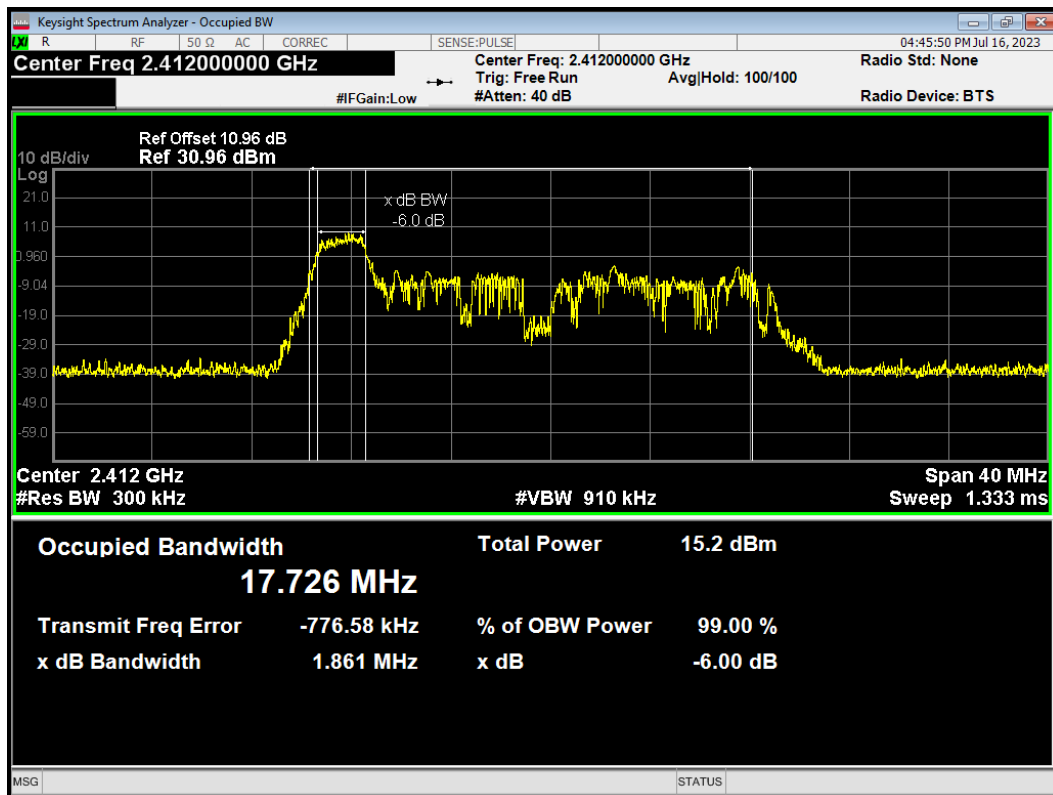 Keysight Spectrum Analyzer - Occupied BW
LXI R RF 50 Ω AC CORREC SENSE:PULSE 04:45:50 PM Jul 16, 2023
Center Freq 2.412000000 GHz Center Freq: 2.412000000 GHz Radio Std: None
Trig: Free Run Avg|Hold: 100/100
#IFGain:Low #Atten: 40 dB Radio Device: BTS
Ref Offset 10.96 dB
10 dB/div Ref 30.96 dBm
Log
21.0
x dB BW
11.0
-6.0 dB
0.960
-9.04
-19.0
-29.0
-39.0
-49.0
-59.0
Center 2.412 GHz Span 40 MHz
#Res BW 300 kHz #VBW 910 kHz Sweep 1.333 ms
Occupied Bandwidth Total Power 15.2 dBm
17.726 MHz
Transmit Freq Error -776.58 kHz % of OBW Power 99.00 %
x dB Bandwidth 1.861 MHz x dB -6.00 dB
MSG STATUS